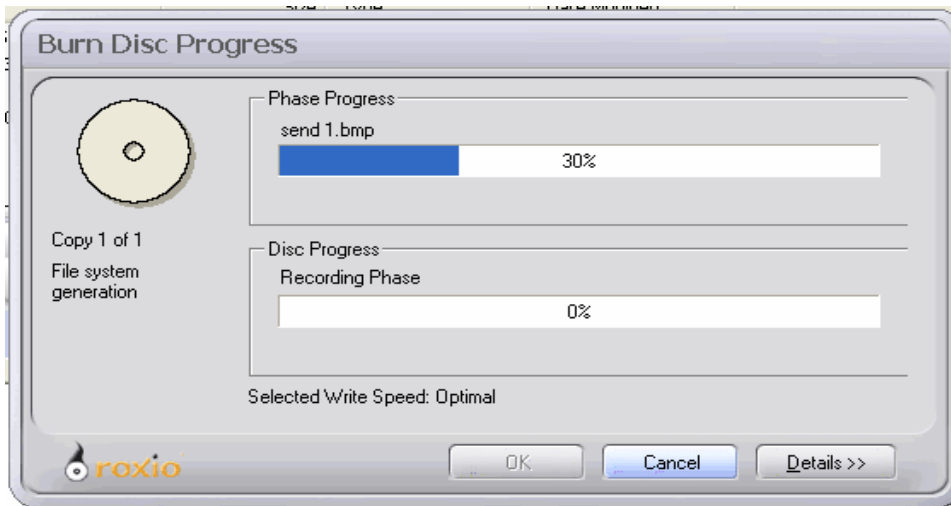 Burn Disc Progress
Phase Progress
send 1.bmp
30%
Copy 1 of 1
File system
generation
Disc Progress
Recording Phase
0%
Selected Write Speed: Optimal
roxio
OK
Cancel
Details >>